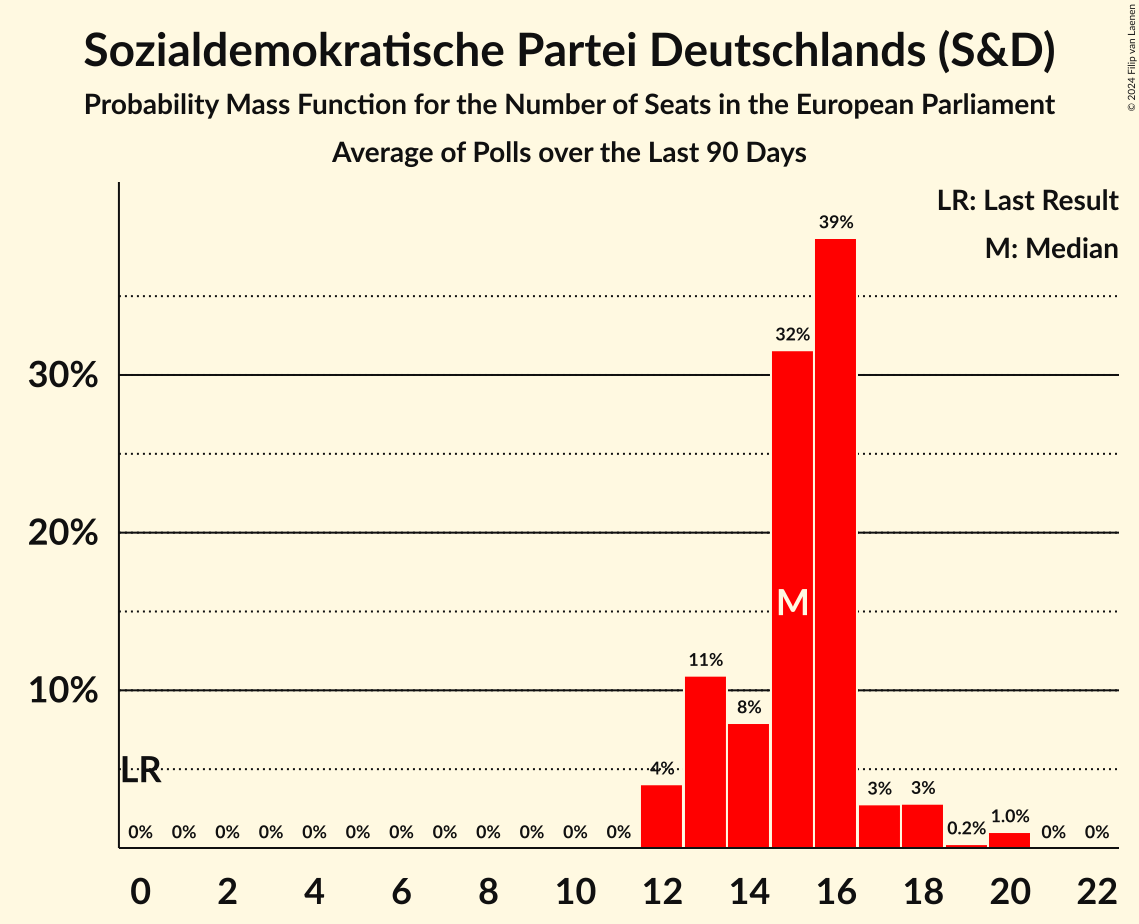 Sozialdemokratische Partei Deutschlands (S&D)
Probability Mass Function for the Number of Seats in the European Parliament
Average of Polls over the Last 90 Days
© 2024 Filip van Laenen
LR: Last Result
M: Median
39%
32%
30%
20%
M
11%
10%
8%
LR
4%
3%
3%
1.0%
0.2%
0% 0% 0% 0% 0% 0% 0% 0% 0% 0% 0% 0% 0% 0%
0 2 4 6 8 10 12 14 16 18 20 22